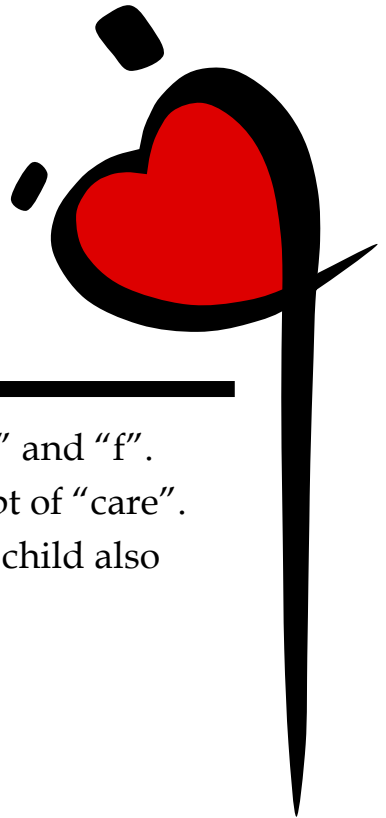 ” and “f”.
of “care”.
child also